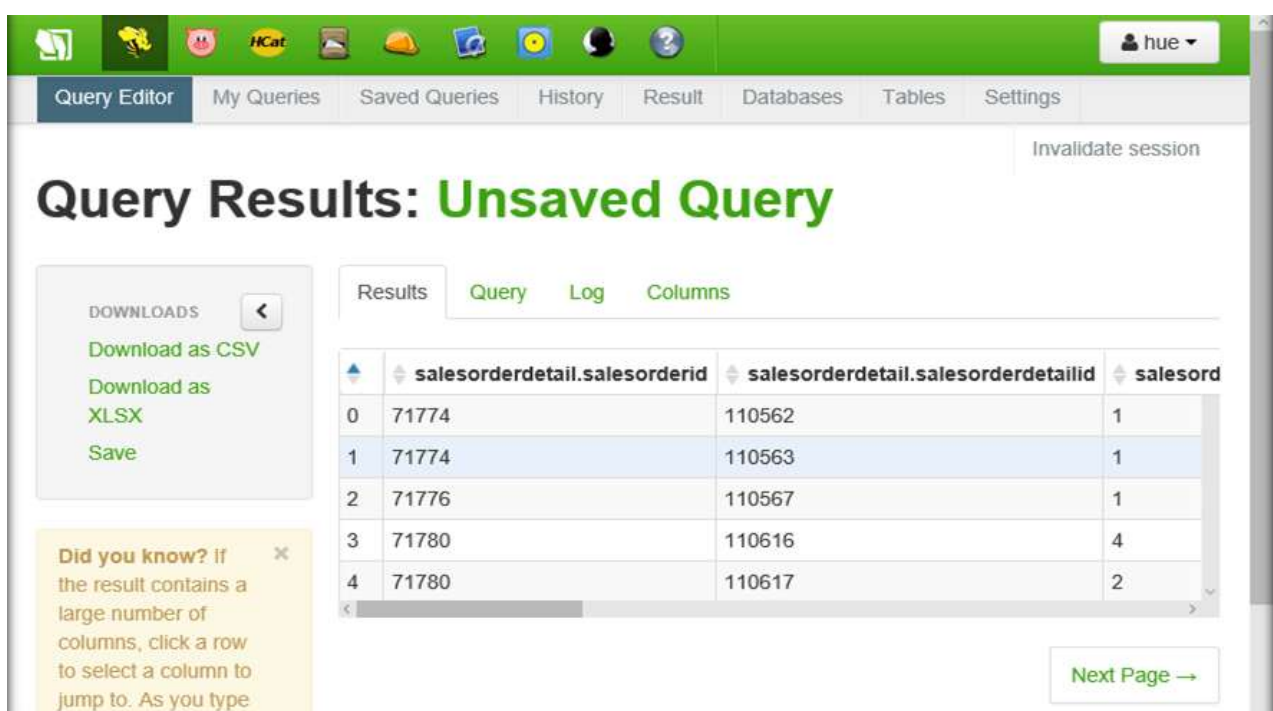 HCat
?
hue
Query Editor My Queries Saved Queries History Result Databases Tables Settings
Invalidate session
Query Results: Unsaved Query
DOWNLOADS
Download as CSV
Download as
XLSX
Save
Did you know? If
the result contains a
large number of
columns, click a row
to select a column to
jump to. As you type
Results Query Log Columns
salesorderdetail.salesorderid salesorderdetail.salesorderdetailid salesord
0 71774 110562 1
1 71774 110563 1
2 71776 110567 1
3 71780 110616 4
4 71780 110617 2
Next Page →